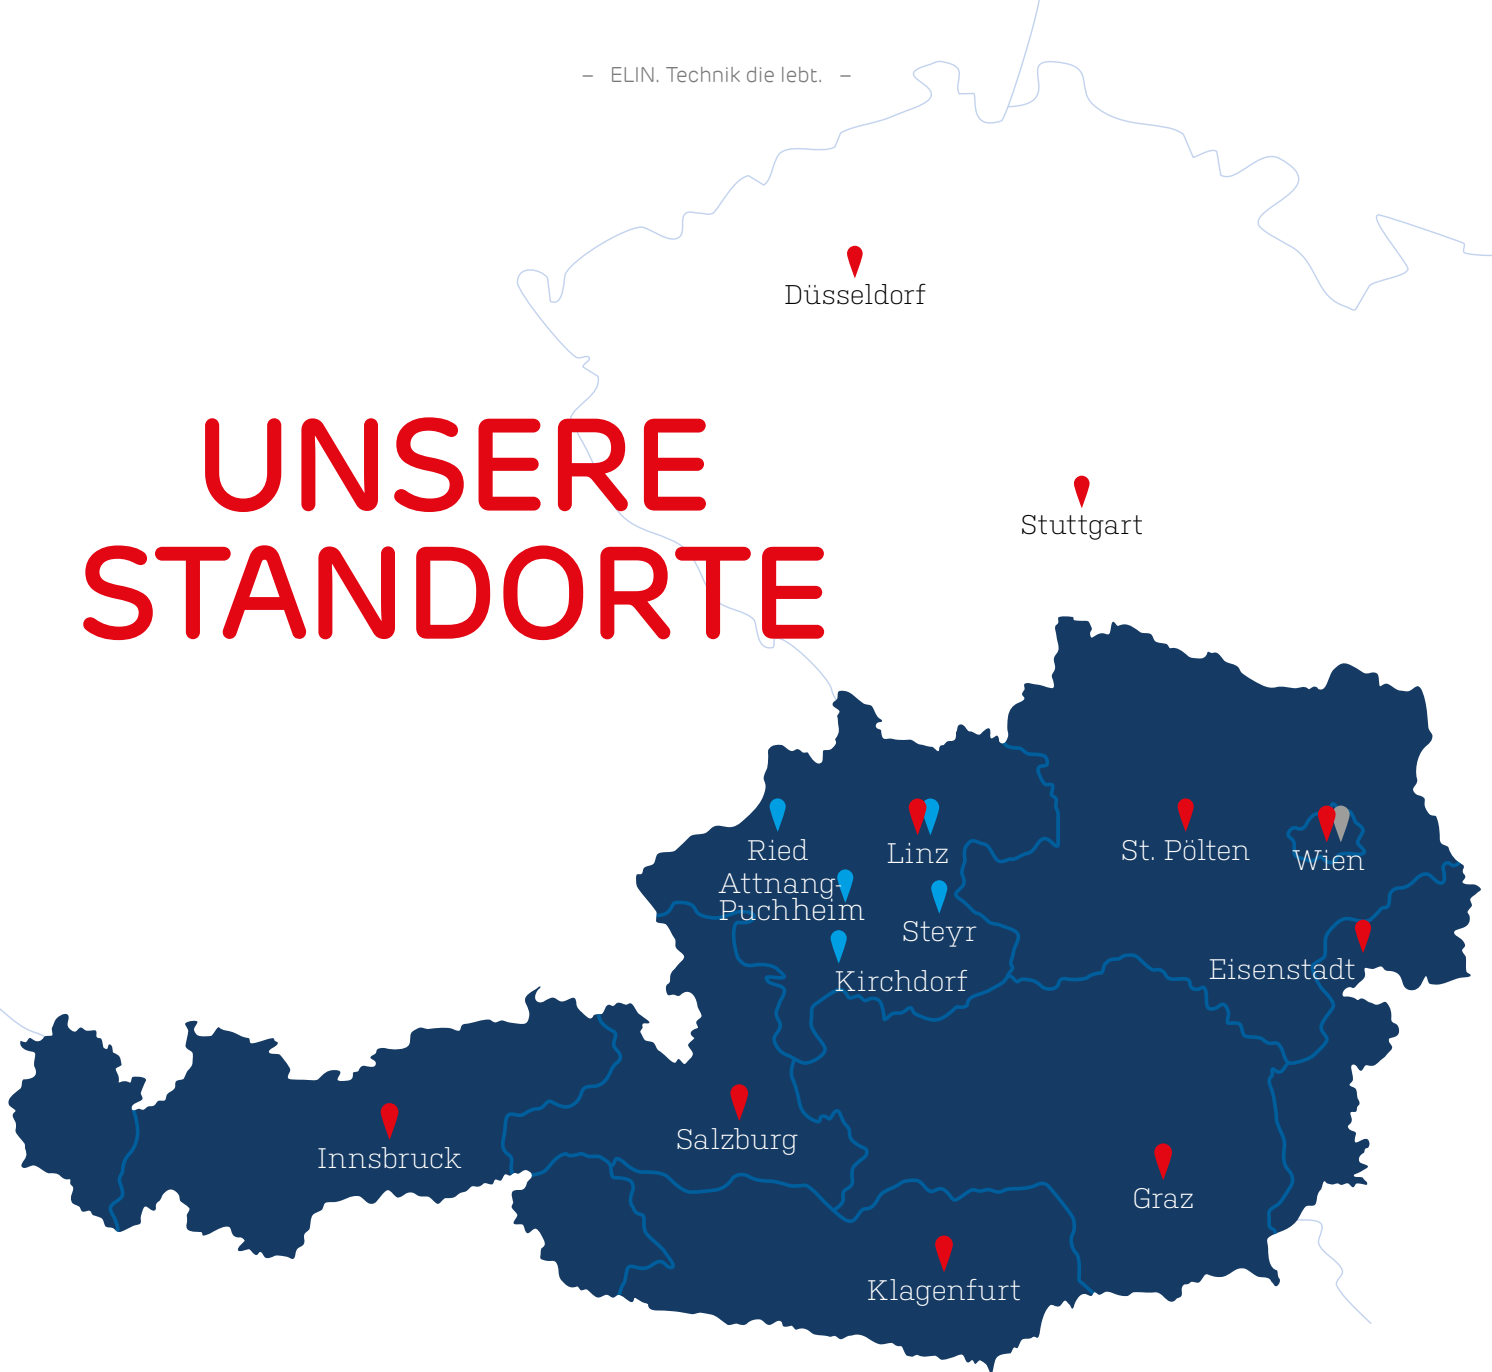 – ELIN. Technik die lebt. –
Düsseldorf
UNSERE
STANDORTE
Stuttgart
Ried
Linz
St. Pölten
Wien
Attnang-
Puchheim
Steyr
Kirchdorf
Eisenstadt
Salzburg
Innsbruck
Graz
Klagenfurt